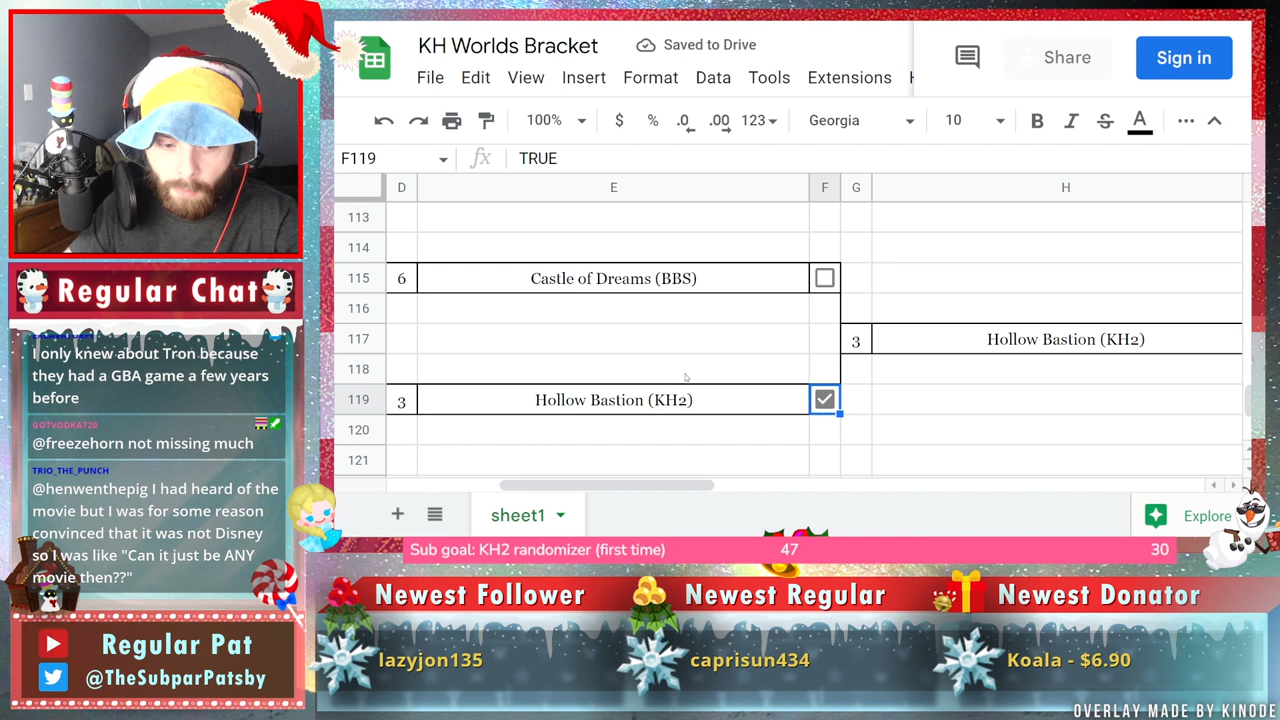 KH Worlds Bracket
Saved to Drive
Share
Sign in
File Edit View Insert Format Data Tools Extensions H
100% $ % .0 .00 123 Georgia 10 B I S A
F119 fx TRUE
D E F G H
113
114
115 6 Castle of Dreams (BBS)
116
117 3 Hollow Bastion (KH2)
118
119 3 Hollow Bastion (KH2)
120
121
sheet1
Explore
Regular Chat
I only knew about Tron because
they had a GBA game a few years
before
GOTVODKA720
@freezehorn not missing much
TRIO_THE_PUNCH
@henwenthepig I had heard of the
movie but I was for some reason
convinced that it was not Disney
so I was like "Can it just be ANY
movie then??"
Regular Pat
@TheSubparPatsby
Sub goal: KH2 randomizer (first time) 47 30
Newest Follower
lazyjon135
Newest Regular
caprisun434
Newest Donator
Koala - $6.90
OVERLAY MADE BY KINODE